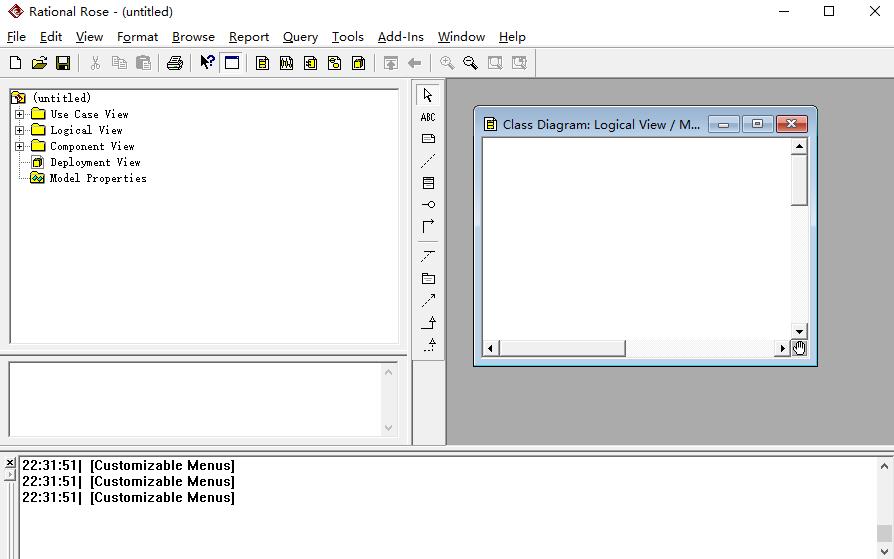 Rational Rose - (untitled)
File Edit View Format Browse Report Query Tools Add-Ins Window Help
(untitled)
Use Case View
Logical View
Component View
Deployment View
Model Properties
ABC
Class Diagram: Logical View / M...
22:31:51| [Customizable Menus]
22:31:51| [Customizable Menus]
22:31:51| [Customizable Menus]